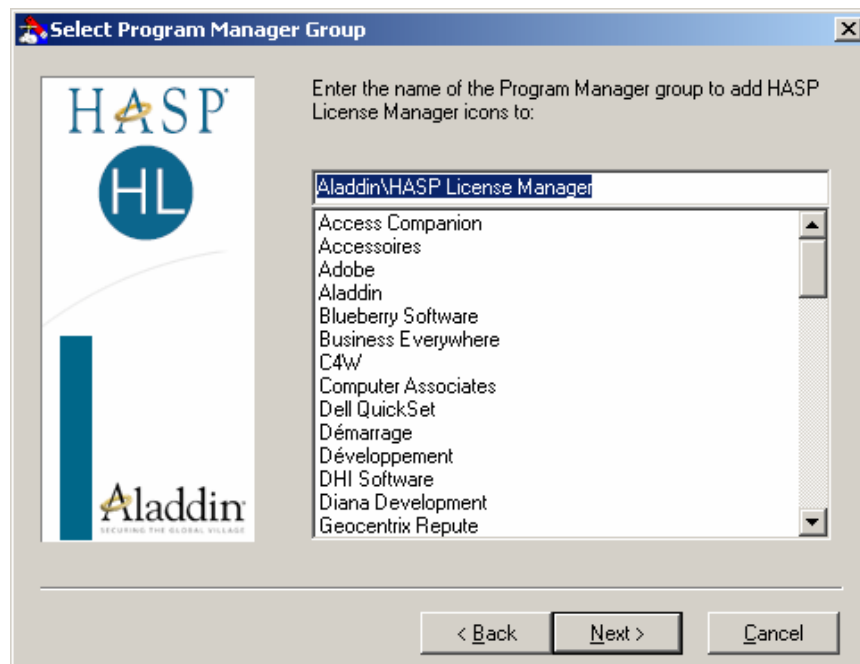 Select Program Manager Group
HASP
HL
Aladdin
SECURING THE GLOBAL VILLAGE
Enter the name of the Program Manager group to add HASP
License Manager icons to:
Aladdin\HASP License Manager
Access Companion
Accessoires
Adobe
Aladdin
Blueberry Software
Business Everywhere
C4W
Computer Associates
Dell QuickSet
Démarrage
Développement
DHI Software
Diana Development
Geocentrix Repute
< Back
Next >
Cancel